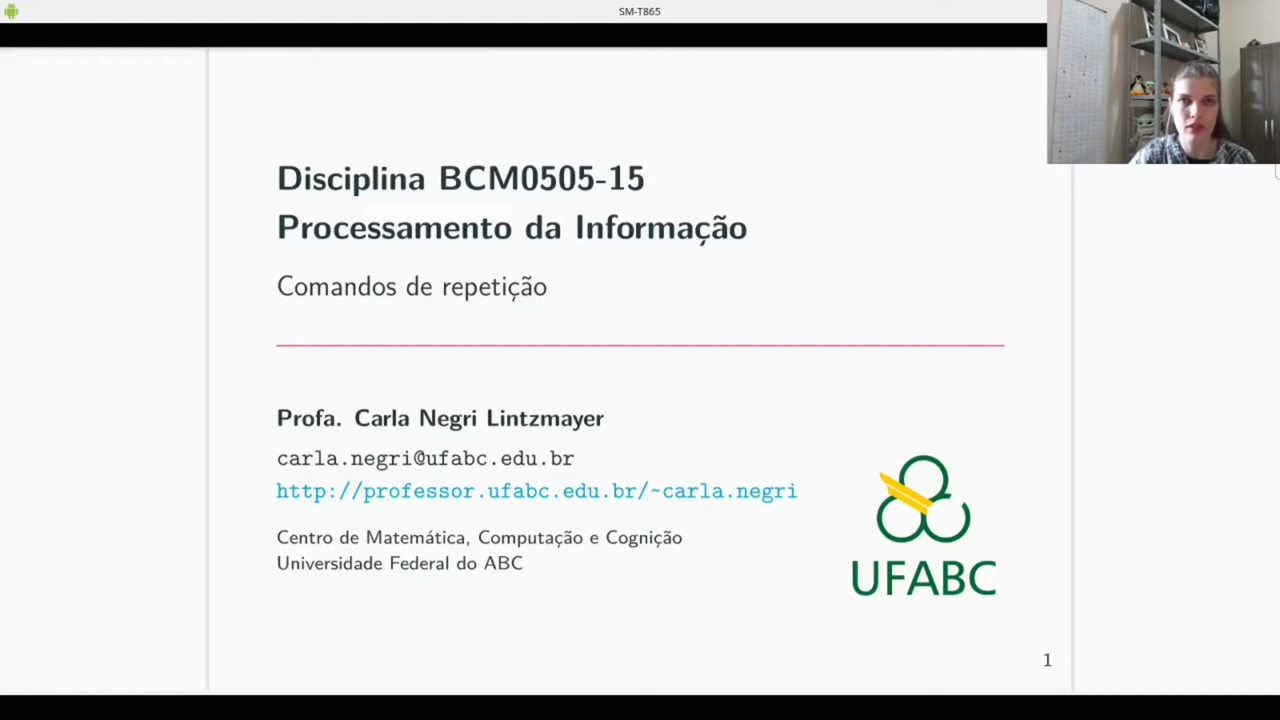 SM-T865
Disciplina BCM0505-15
Processamento da Informação
Comandos de repetição
Profa. Carla Negri Lintzmayer
carla.negri@ufabc.edu.br
http://professor.ufabc.edu.br/~carla.negri
Centro de Matemática, Computação e Cognição
Universidade Federal do ABC
UFABC
1